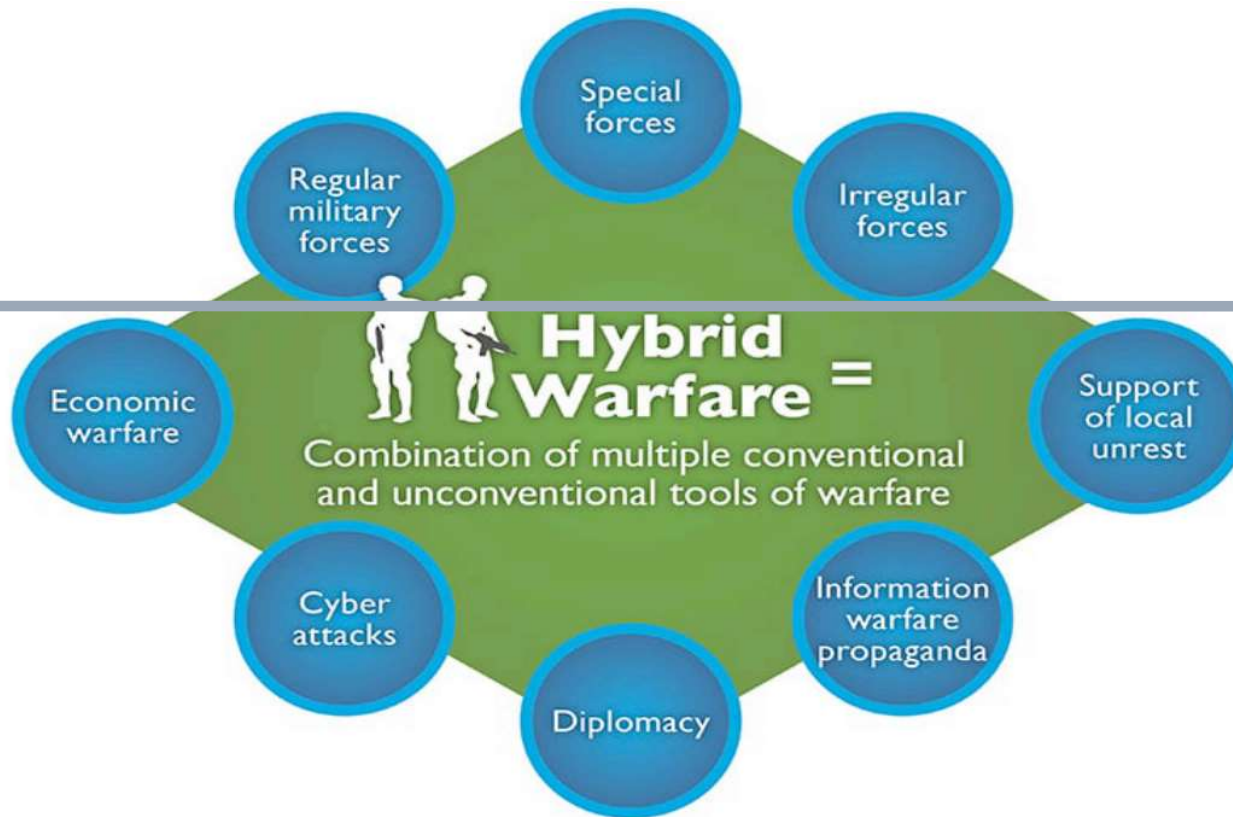 Special
forces
Regular
military
forces
Irregular
forces
Hybrid
Warfare =
Combination of multiple conventional
and unconventional tools of warfare
Economic
warfare
Support
of local
unrest
Cyber
attacks
Information
warfare
propaganda
Diplomacy